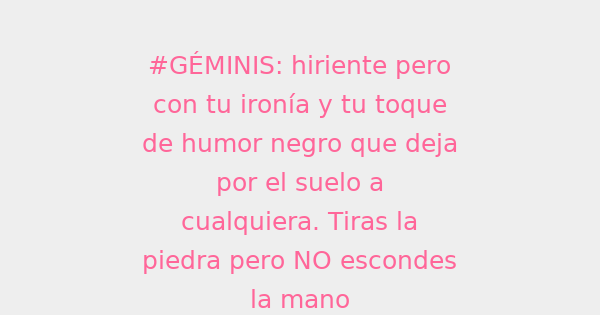 #GÉMINIS: hiriente pero
con tu ironía y tu toque
de humor negro que deja
por el suelo a
cualquiera. Tiras la
piedra pero NO escondes
la mano